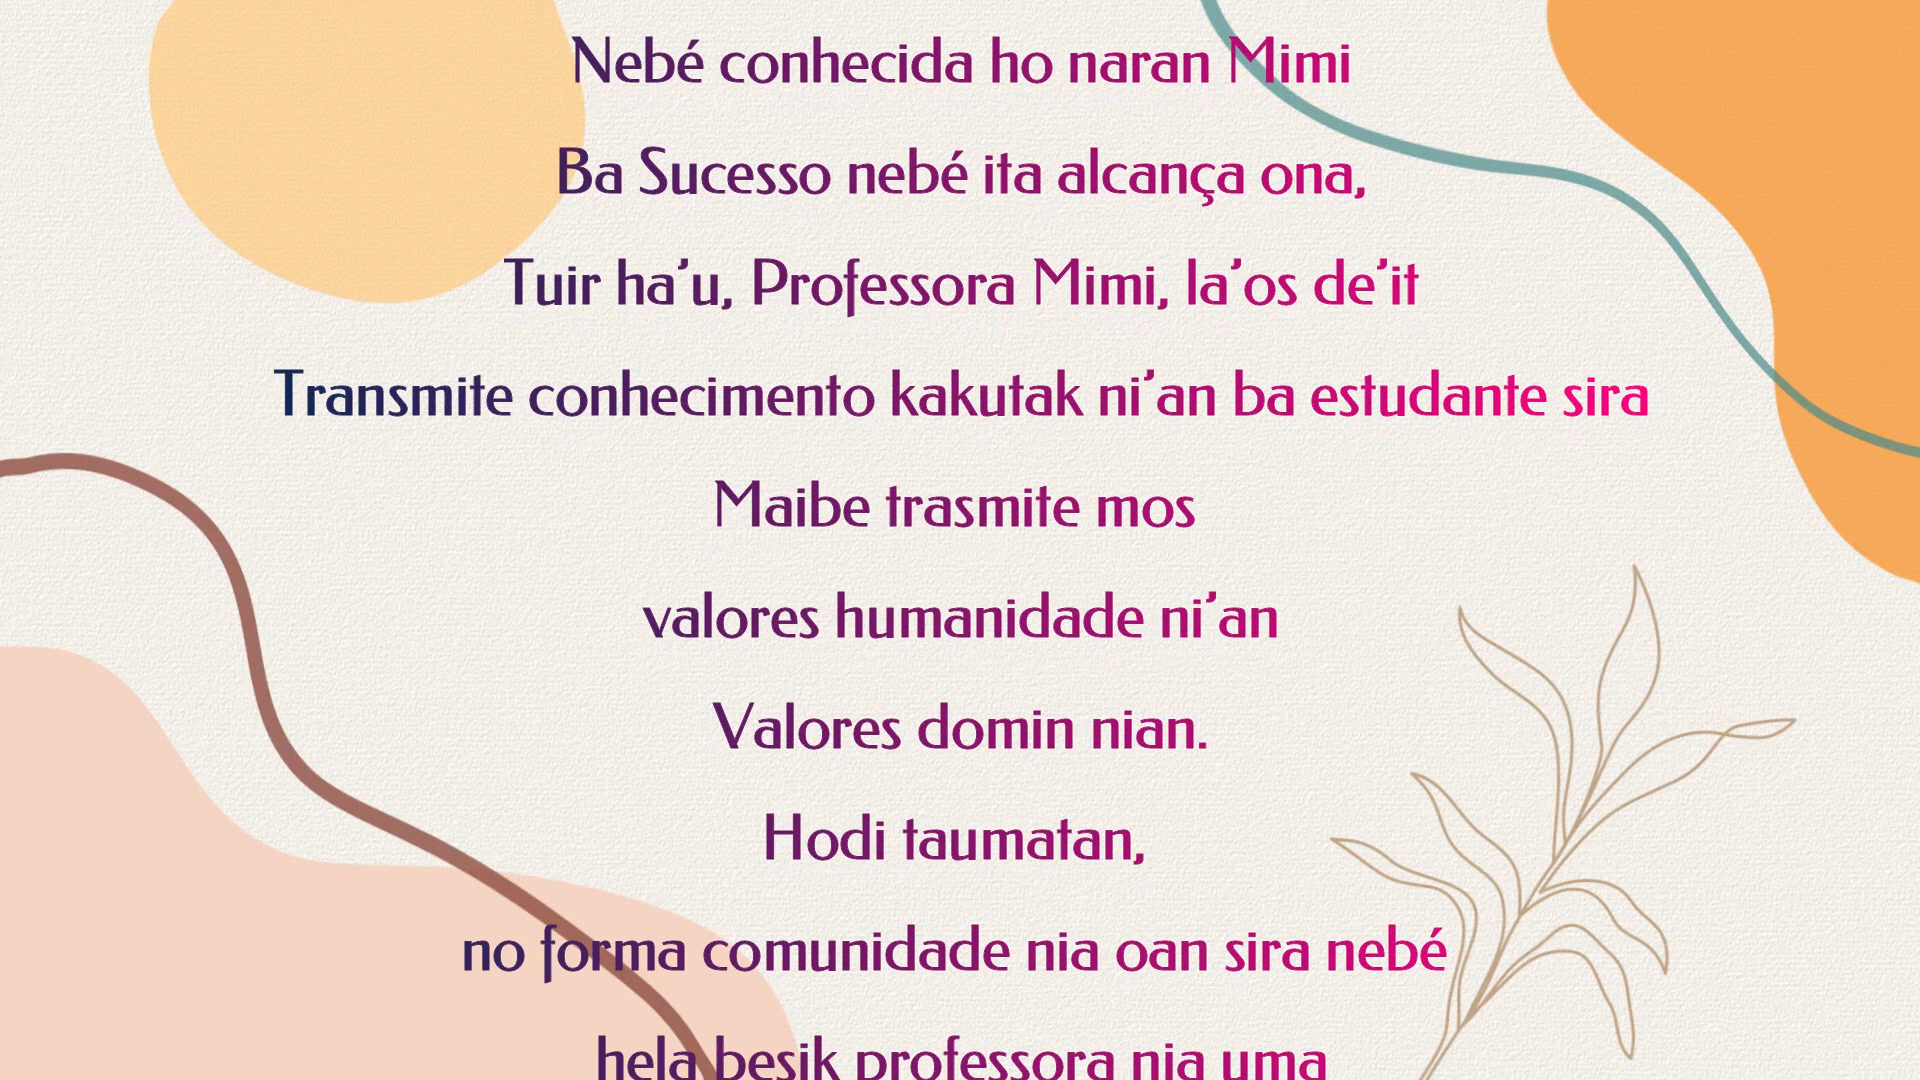 Nebé conhecida ho naran Mimi
Ba Sucesso nebé ita alcança ona,
Tuir ha’u, Professora Mimi, la’os de’it
Transmite conhecimento kakutak ni’an ba estudante sira
Maibe trasmite mos
valores humanidade ni’an
Valores domin nian.
Hodi taumatan,
no forma comunidade nia oan sira nebé
hela besik professora nia uma